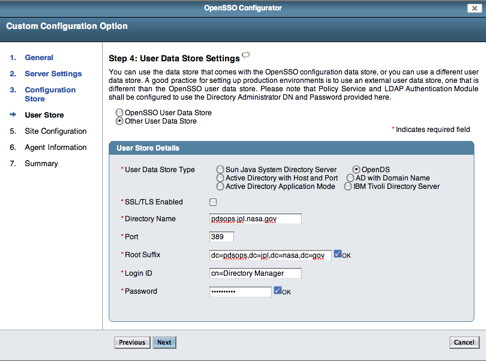 OpenSSO Configurator
Custom Configuration Option
1. General
2. Server Settings
3. Configuration Store
User Store
5. Site Configuration
6. Agent Information
7. Summary
Step 4: User Data Store Settings
You can use the data store that comes with the OpenSSO configuration data store, or you can use a different user
data store. A good practice for setting up production environments is to use an external user data store, one that is
different than the OpenSSO user data store. Please note that Policy Service and LDAP Authentication Module
shall be configured to use the Directory Administrator DN and Password provided here.
OpenSSO User Data Store
Other User Data Store
* Indicates required field
User Store Details
* User Data Store Type
Sun Java System Directory Server
OpenDS
Active Directory with Host and Port
AD with Domain Name
Active Directory Application Mode
IBM Tivoli Directory Server
* SSL/TLS Enabled
* Directory Name pdsops.jpl.nasa.gov
* Port 389
* Root Suffix dc=pdsops,dc=jpl,dc=nasa,dc=gov OK
* Login ID cn=Directory Manager
* Password •••••••••• OK
Previous Next Cancel